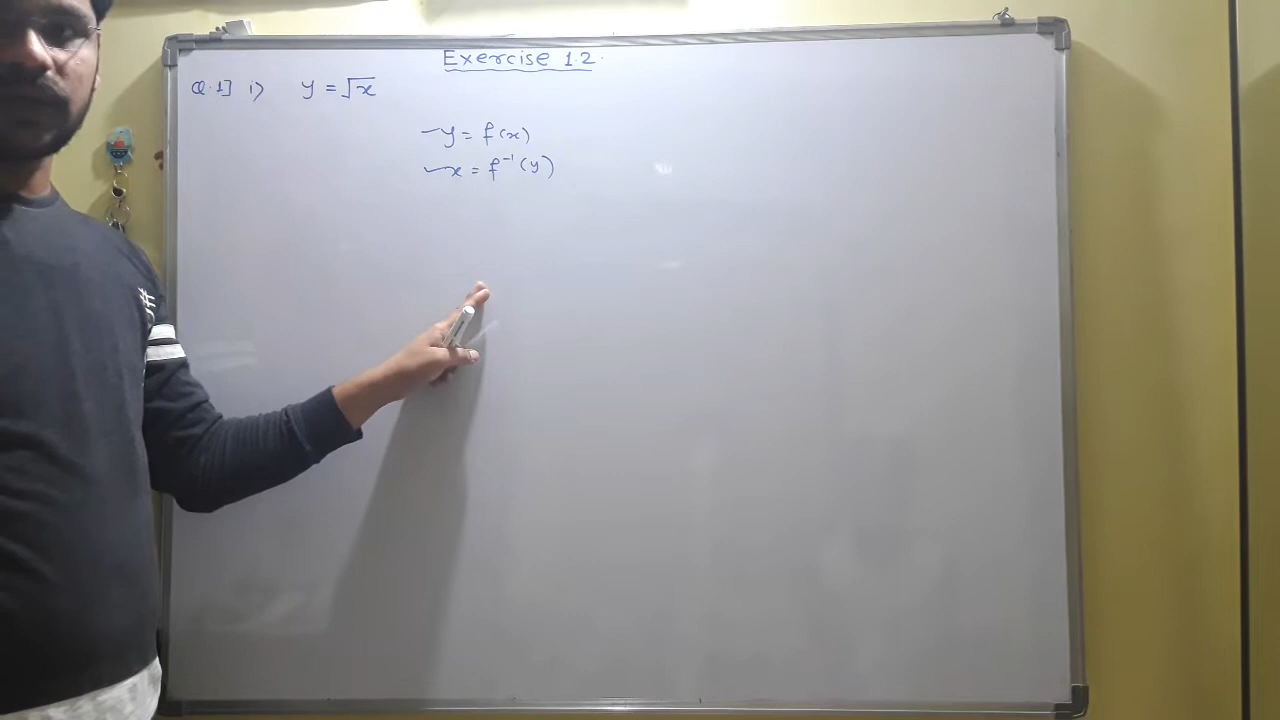 Exercise 1.2.
Q.1] i) y = √x
y = f(x)
x = f⁻¹(y)